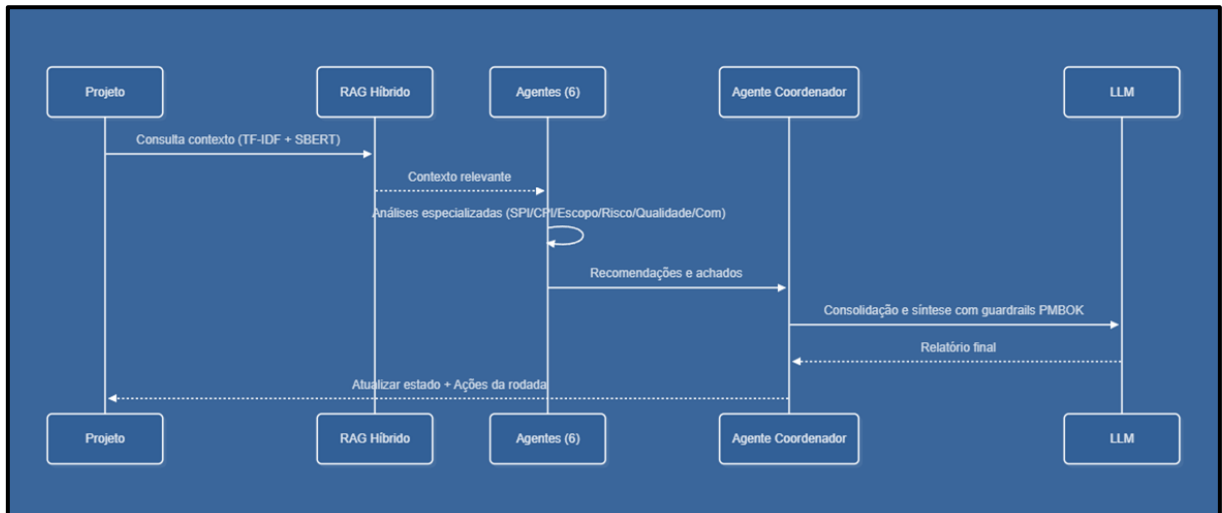 Projeto
RAG Híbrido
Agentes (6)
Agente Coordenador
LLM
Consulta contexto (TF-IDF + SBERT)
Contexto relevante
Análises especializadas (SPI/CPI/Escopo/Risco/Qualidade/Com)
Recomendações e achados
Consolidação e síntese com guardrails PMBOK
Relatório final
Atualizar estado + Ações da rodada
Projeto
RAG Híbrido
Agentes (6)
Agente Coordenador
LLM